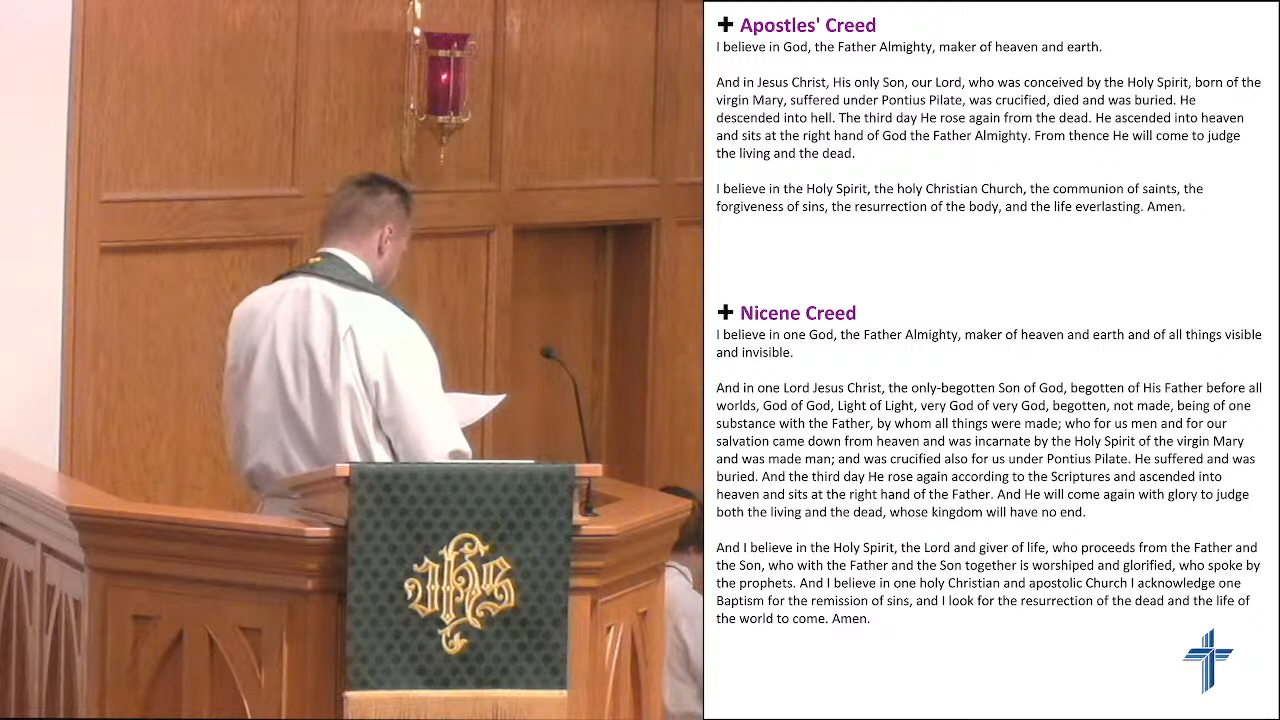 ✚ Apostles' Creed
I believe in God, the Father Almighty, maker of heaven and earth.
And in Jesus Christ, His only Son, our Lord, who was conceived by the Holy Spirit, born of the
virgin Mary, suffered under Pontius Pilate, was crucified, died and was buried. He
descended into hell. The third day He rose again from the dead. He ascended into heaven
and sits at the right hand of God the Father Almighty. From thence He will come to judge
the living and the dead.
I believe in the Holy Spirit, the holy Christian Church, the communion of saints, the
forgiveness of sins, the resurrection of the body, and the life everlasting. Amen.
✚ Nicene Creed
I believe in one God, the Father Almighty, maker of heaven and earth and of all things visible
and invisible.
And in one Lord Jesus Christ, the only-begotten Son of God, begotten of His Father before all
worlds, God of God, Light of Light, very God of very God, begotten, not made, being of one
substance with the Father, by whom all things were made; who for us men and for our
salvation came down from heaven and was incarnate by the Holy Spirit of the virgin Mary
and was made man; and was crucified also for us under Pontius Pilate. He suffered and was
buried. And the third day He rose again according to the Scriptures and ascended into
heaven and sits at the right hand of the Father. And He will come again with glory to judge
both the living and the dead, whose kingdom will have no end.
And I believe in the Holy Spirit, the Lord and giver of life, who proceeds from the Father and
the Son, who with the Father and the Son together is worshiped and glorified, who spoke by
the prophets. And I believe in one holy Christian and apostolic Church I acknowledge one
Baptism for the remission of sins, and I look for the resurrection of the dead and the life of
the world to come. Amen.
IHS